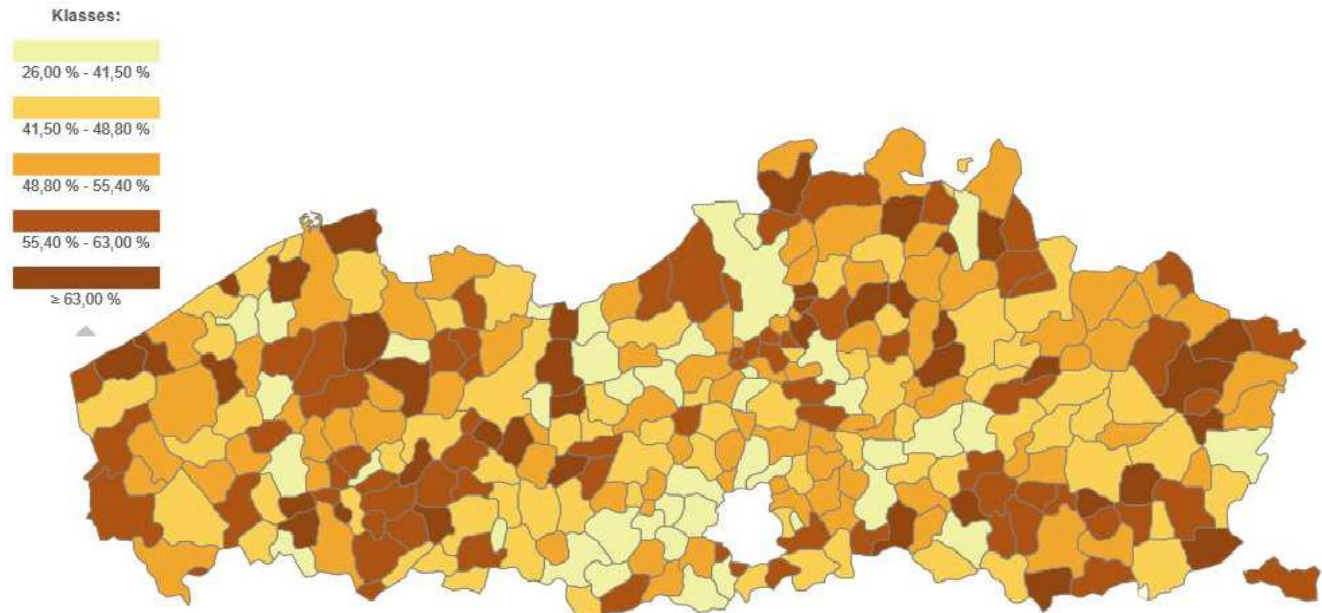 Klasses:
26,00 % - 41,50 %
41,50 % - 48,80 %
48,80 % - 55,40 %
55,40 % - 63,00 %
≥ 63,00 %